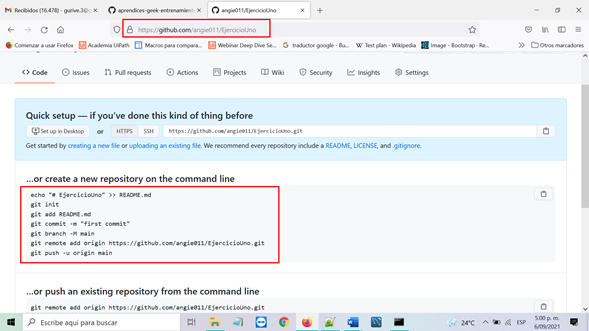 Recibidos (16.478) - gurive.3@g
aprendices-geek-entrenamiento
angie011/EjercicioUno
https://github.com/angie011/EjercicioUno
Comenzar a usar Firefox
Academia UiPath
Macros para compara...
Webinar Deep Dive Se...
traductor google - Bu...
Test plan - Wikipedia
Image · Bootstrap · Re...
Otros marcadores
Code
Issues
Pull requests
Actions
Projects
Wiki
Security
Insights
Settings
Quick setup — if you've done this kind of thing before
Set up in Desktop
or
HTTPS
SSH
https://github.com/angie011/EjercicioUno.git
Get started by creating a new file or uploading an existing file. We recommend every repository include a README, LICENSE, and .gitignore.
...or create a new repository on the command line
echo "# EjercicioUno" >> README.md
git init
git add README.md
git commit -m "first commit"
git branch -M main
git remote add origin https://github.com/angie011/EjercicioUno.git
git push -u origin main
...or push an existing repository from the command line
git remote add origin https://github.com/angie011/EjercicioUno.git
Escribe aquí para buscar
24°C
ESP
5:00 p. m.
6/09/2021